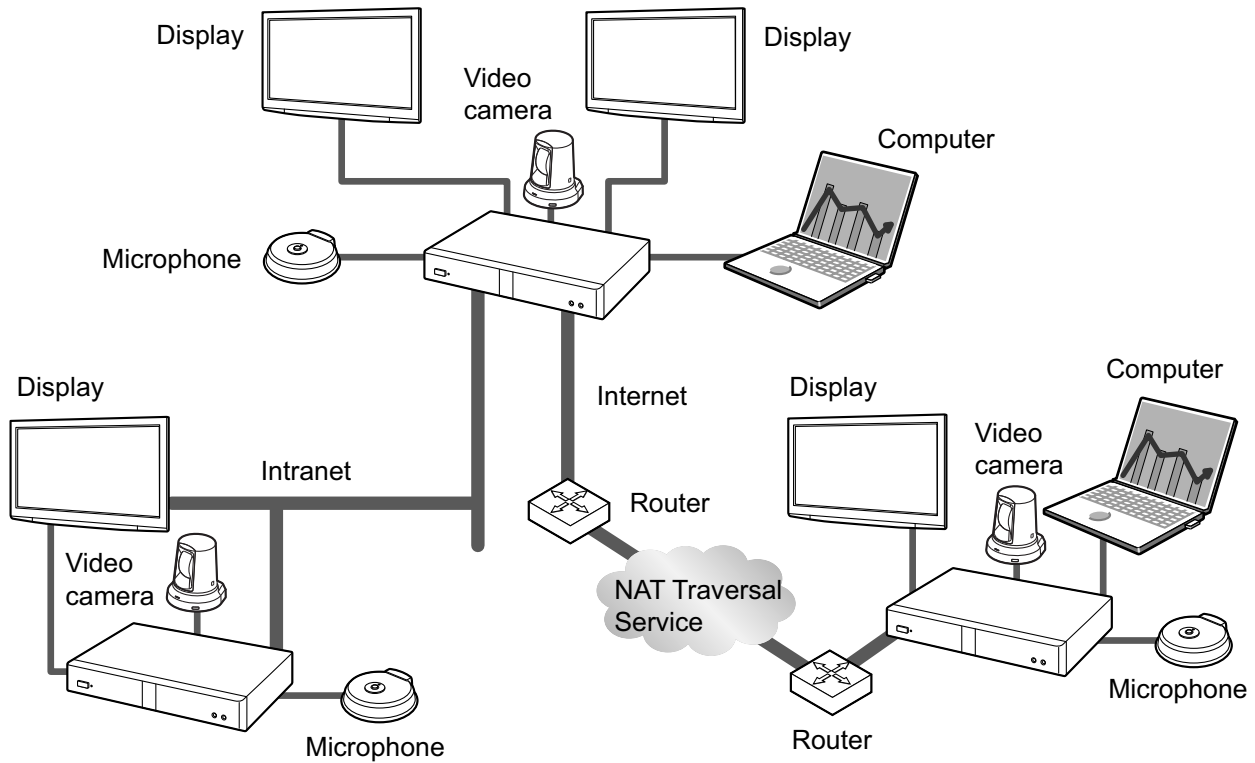 Display
Display
Video
camera
Computer
Microphone
Display
Internet
Display
Computer
Intranet
Video
camera
Router
Video
camera
NAT Traversal
Service
Microphone
Router
Microphone